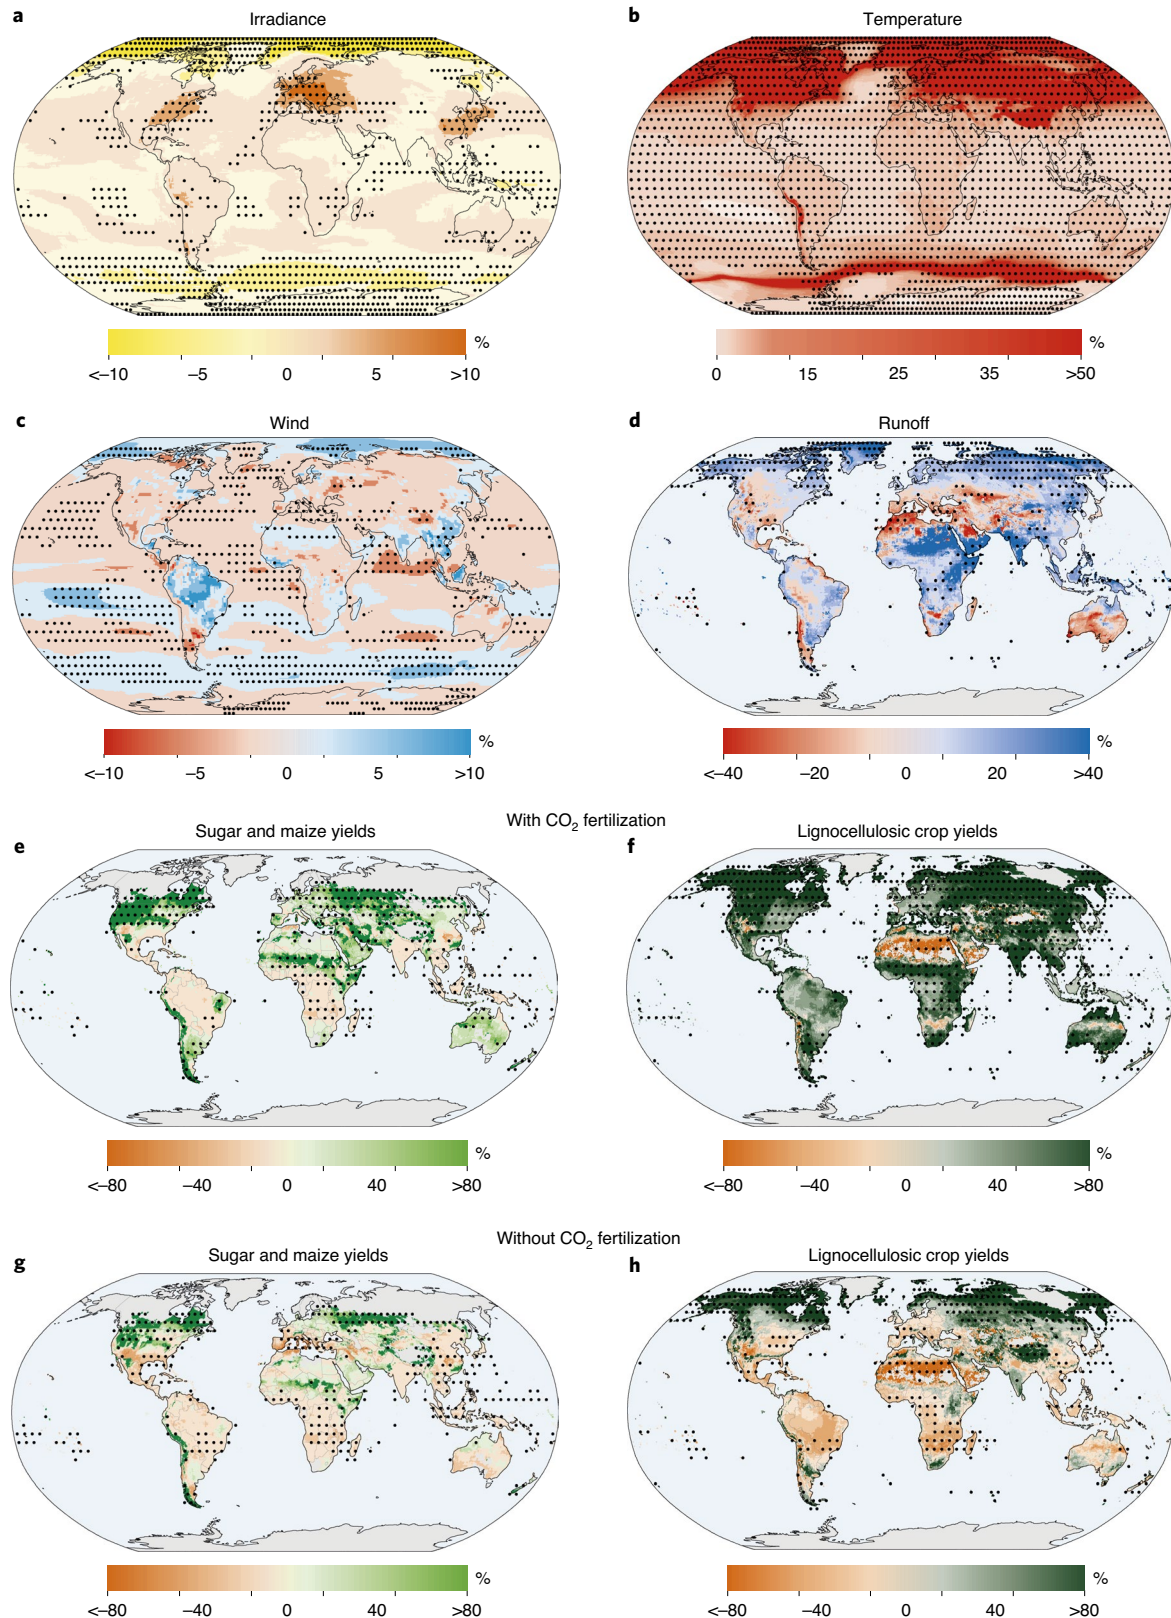 a
Irradiance
b
Temperature
%
<–10 –5 0 5 >10
%
0 15 25 35 >50
c
Wind
d
Runoff
%
<–10 –5 0 5 >10
%
<–40 –20 0 20 >40
With CO₂ fertilization
e
Sugar and maize yields
f
Lignocellulosic crop yields
%
<–80 –40 0 40 >80
%
<–80 –40 0 40 >80
Without CO₂ fertilization
g
Sugar and maize yields
h
Lignocellulosic crop yields
%
<–80 –40 0 40 >80
%
<–80 –40 0 40 >80